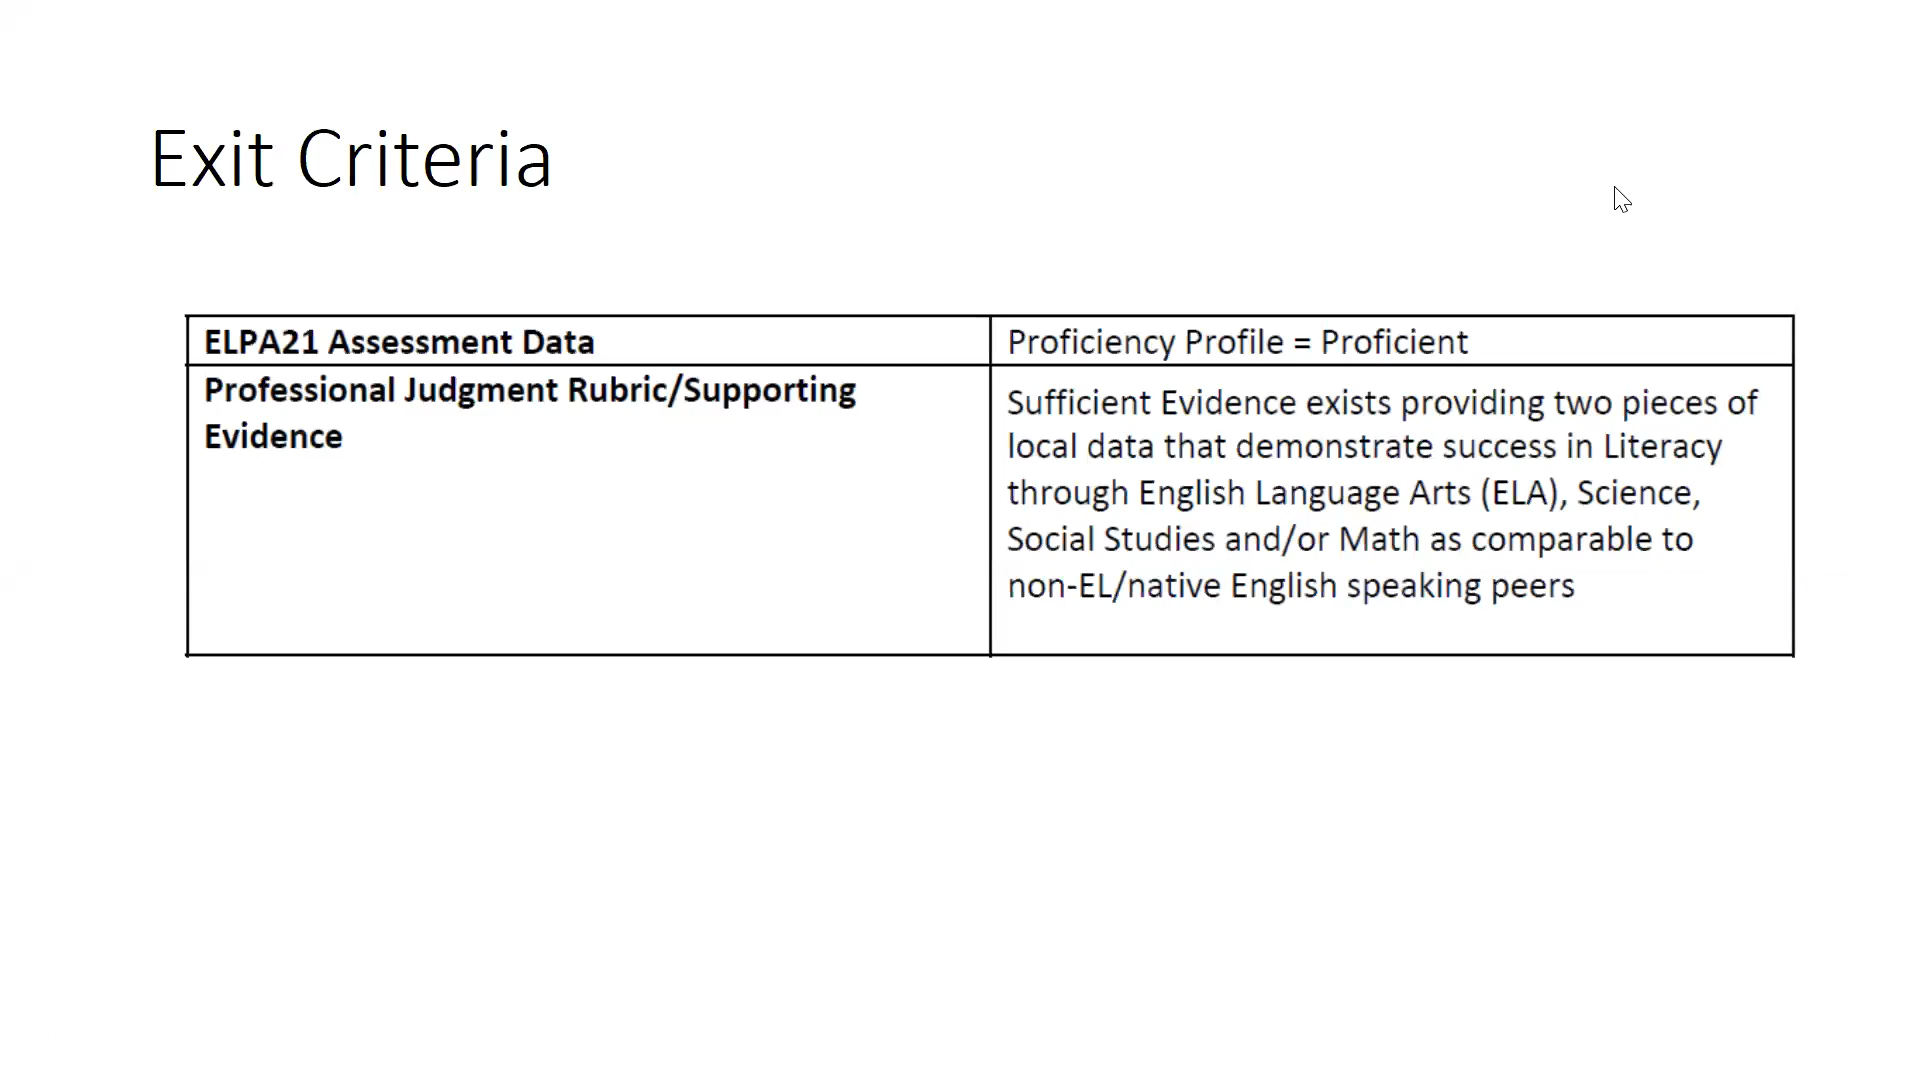 Exit Criteria
ELPA21 Assessment Data
Proficiency Profile = Proficient
Professional Judgment Rubric/Supporting
Evidence
Sufficient Evidence exists providing two pieces of
local data that demonstrate success in Literacy
through English Language Arts (ELA), Science,
Social Studies and/or Math as comparable to
non-EL/native English speaking peers